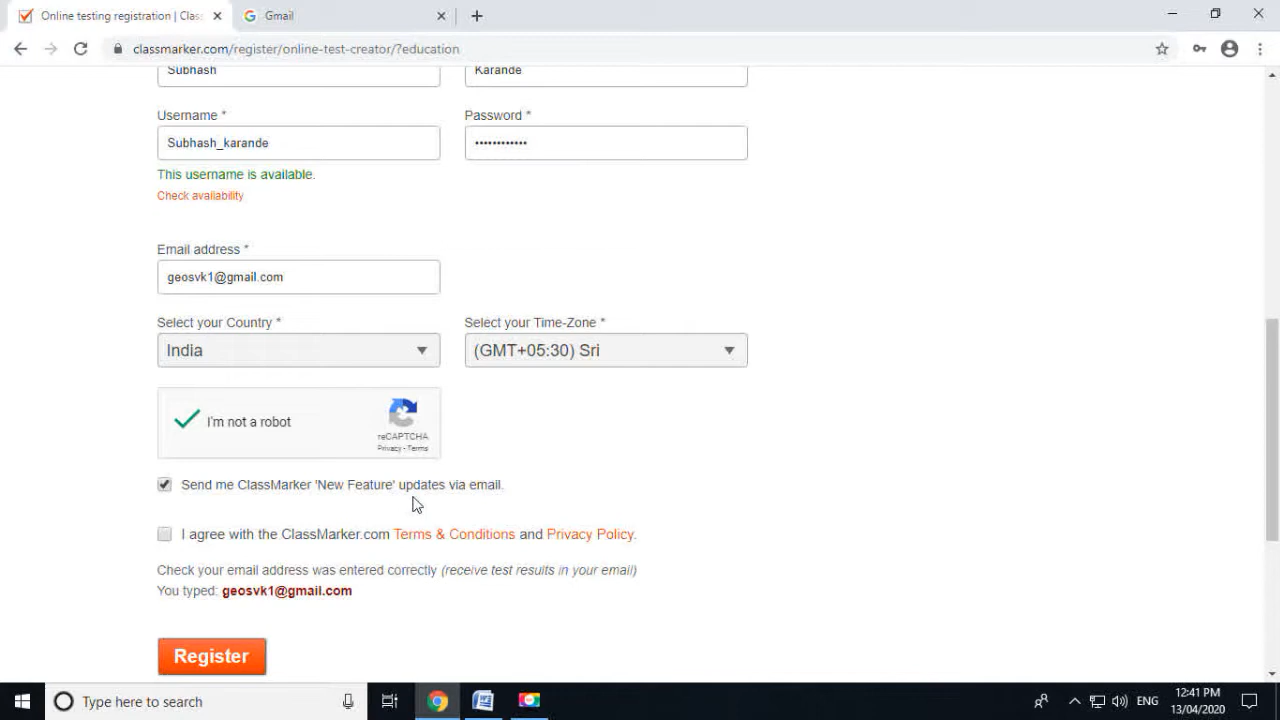 Online testing registration | Clas
Gmail
classmarker.com/register/online-test-creator/?education
Subhash
Karande
Username *
Password *
Subhash_karande
••••••••••••
This username is available.
Check availability
Email address *
geosvk1@gmail.com
Select your Country *
Select your Time-Zone *
India
(GMT+05:30) Sri
I'm not a robot
reCAPTCHA
Privacy - Terms
Send me ClassMarker 'New Feature' updates via email.
I agree with the ClassMarker.com Terms & Conditions and Privacy Policy.
Check your email address was entered correctly (receive test results in your email)
You typed: geosvk1@gmail.com
Register
Type here to search
ENG
12:41 PM
13/04/2020